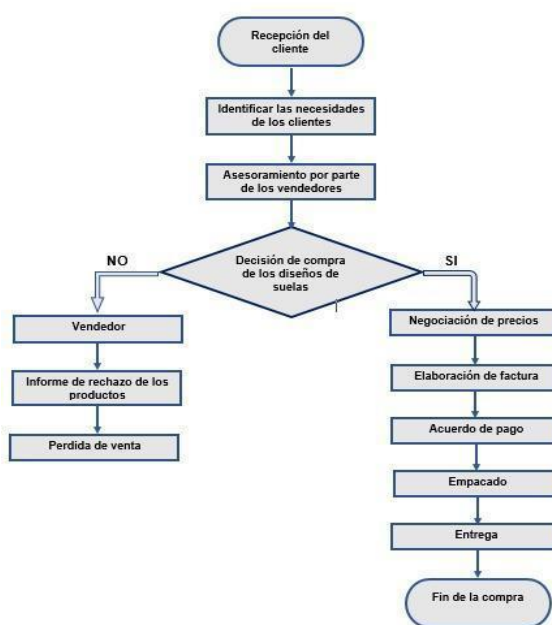 Recepción del
cliente
Identificar las necesidades
de los clientes
Asesoramiento por parte
de los vendedores
Decisión de compra
de los diseños de
suelas
NO
SI
Vendedor
Informe de rechazo de los
productos
Perdida de venta
Negociación de precios
Elaboración de factura
Acuerdo de pago
Empacado
Entrega
Fin de la compra